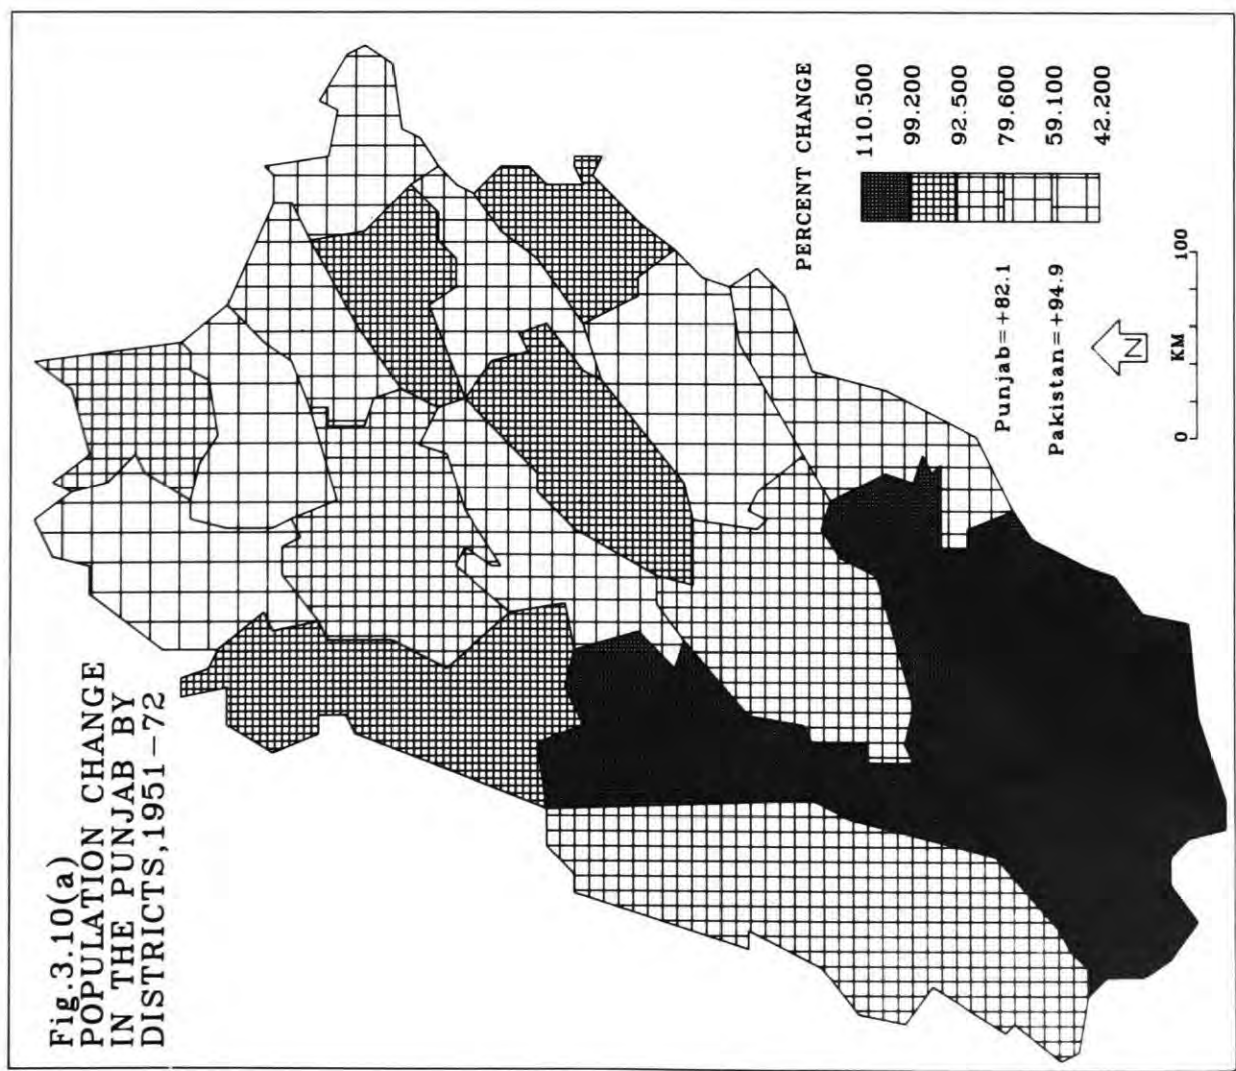 Fig.3.10(a)
POPULATION CHANGE
IN THE PUNJAB BY
DISTRICTS,1951-72
PERCENT CHANGE
110.500
99.200
92.500
79.600
59.100
42.200
Punjab=+82.1
Pakistan=+94.9
N
KM
0 100